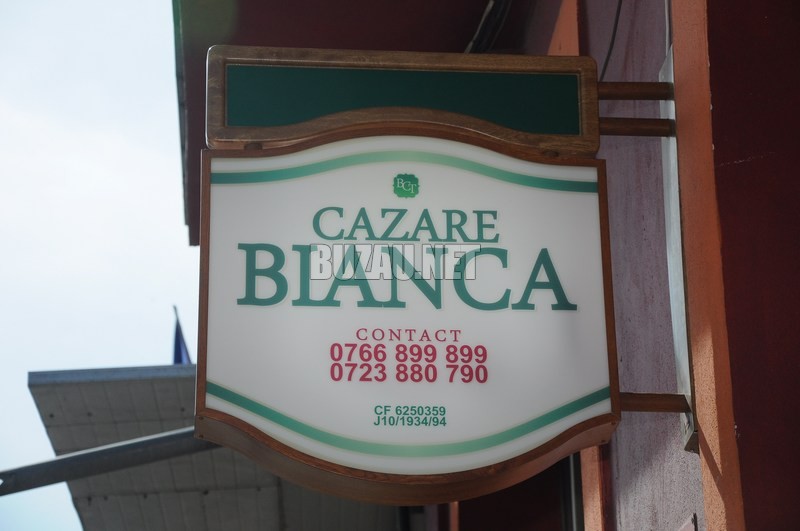 BCT
CAZARE
BUZAU.NET
BIANCA
CONTACT
0766 899 899
0723 880 790
CF 6250359
J10/1934/94